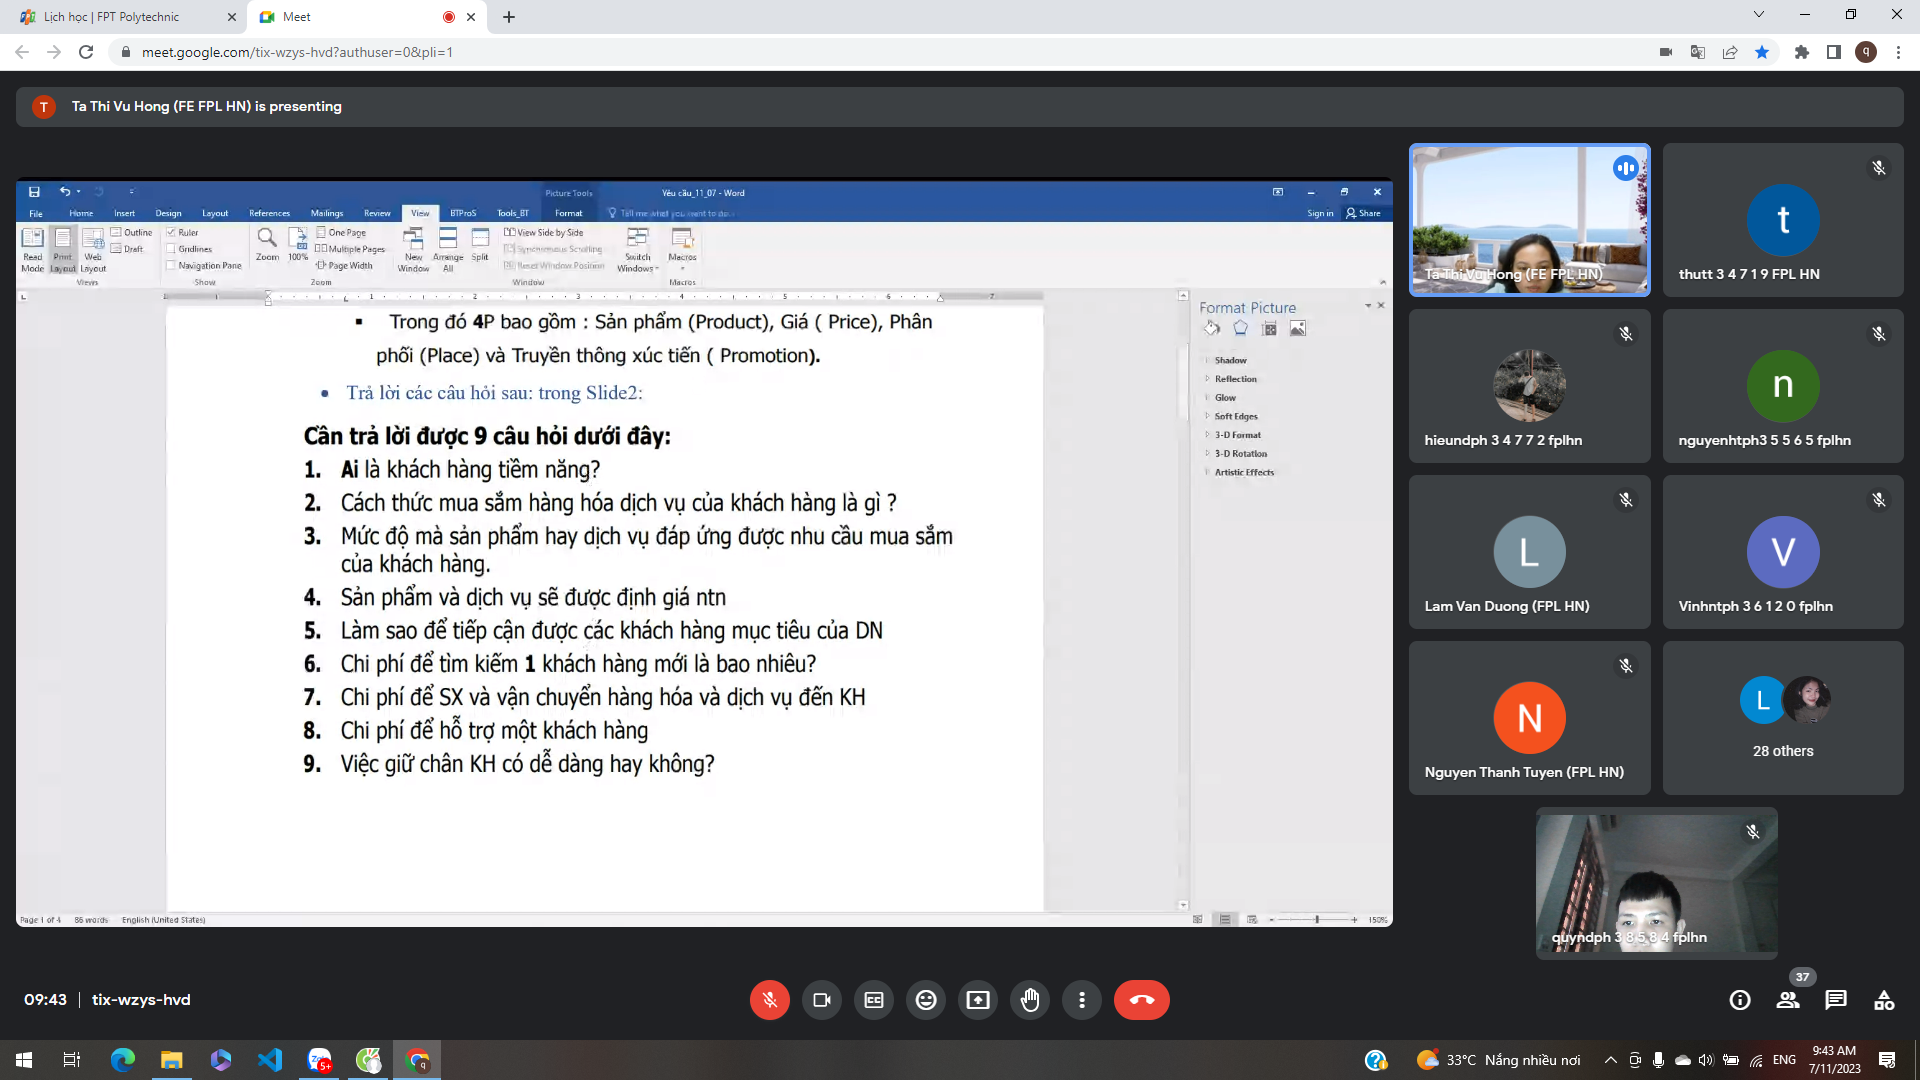 Lịch học | FPT Polytechnic
Meet
meet.google.com/tix-wzys-hvd?authuser=0&pli=1
q
T
Ta Thi Vu Hong (FE FPL HN) is presenting
Picture Tools
Yêu cầu_11_07 - Word
File Home Insert Design Layout References Mailings Review View BTProS Tools_BT Format Tell me what you want to do...
Sign in Share
Read Mode
Print Layout
Web Layout
Outline
Draft
Views
Ruler
Gridlines
Navigation Pane
Show
Zoom
100%
One Page
Multiple Pages
Page Width
Zoom
New Window
Arrange All
Split
View Side by Side
Synchronous Scrolling
Reset Window Position
Window
Switch Windows
Macros
Macros
1 2 3 4 5 6 7
▪ Trong đó 4P bao gồm : Sản phẩm (Product), Giá ( Price), Phân
phối (Place) và Truyền thông xúc tiến ( Promotion).
• Trả lời các câu hỏi sau: trong Slide2:
Cần trả lời được 9 câu hỏi dưới đây:
1. Ai là khách hàng tiềm năng?
2. Cách thức mua sắm hàng hóa dịch vụ của khách hàng là gì ?
3. Mức độ mà sản phẩm hay dịch vụ đáp ứng được nhu cầu mua sắm
của khách hàng.
4. Sản phẩm và dịch vụ sẽ được định giá ntn
5. Làm sao để tiếp cận được các khách hàng mục tiêu của DN
6. Chi phí để tìm kiếm 1 khách hàng mới là bao nhiêu?
7. Chi phí để SX và vận chuyển hàng hóa và dịch vụ đến KH
8. Chi phí để hỗ trợ một khách hàng
9. Việc giữ chân KH có dễ dàng hay không?
Format Picture
Shadow
Reflection
Glow
Soft Edges
3-D Format
3-D Rotation
Artistic Effects
Page 1 of 4 86 words English (United States)
150%
Ta Thi Vu Hong (FE FPL HN)
t
thutt 3 4 7 1 9 FPL HN
hieundph 3 4 7 7 2 fplhn
n
nguyenhtph3 5 5 6 5 fplhn
L
Lam Van Duong (FPL HN)
V
Vinhntph 3 6 1 2 0 fplhn
N
Nguyen Thanh Tuyen (FPL HN)
L
28 others
quyndph 3 8 5 8 4 fplhn
09:43 | tix-wzys-hvd
37
Zalo
5+
q
33°C Nắng nhiều nơi
ENG
9:43 AM
7/11/2023